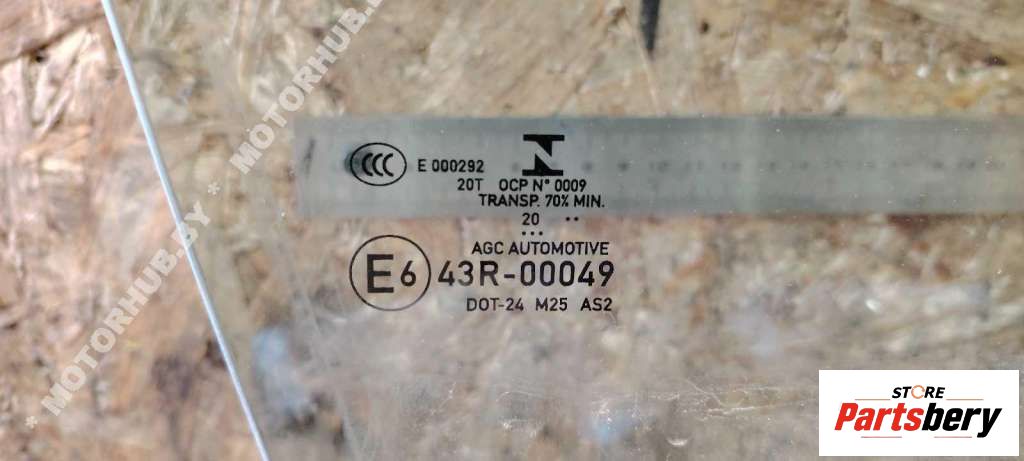 * MOTORHUB.BY * MOTORHUB.BY
CCC E 000292
20T OCP N° 0009
TRANSP. 70% MIN.
20 ..
...
AGC AUTOMOTIVE
E6 43R-00049
DOT-24 M25 AS2
STORE
Partsbery